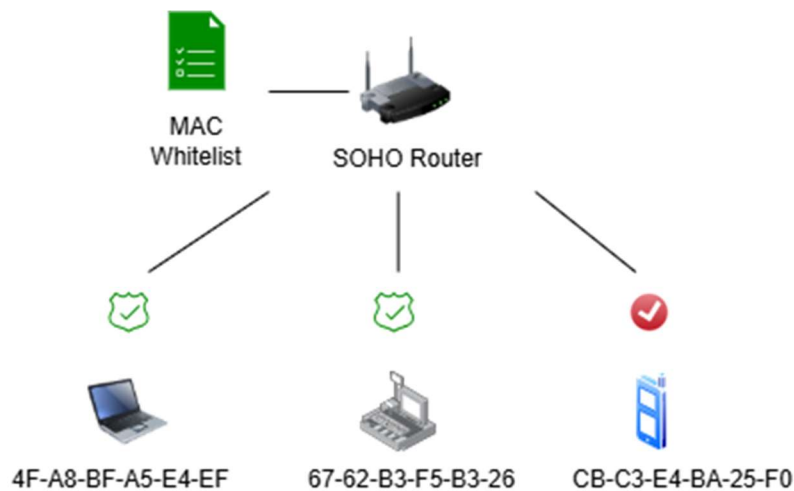 MAC
Whitelist
SOHO Router
4F-A8-BF-A5-E4-EF
67-62-B3-F5-B3-26
CB-C3-E4-BA-25-F0